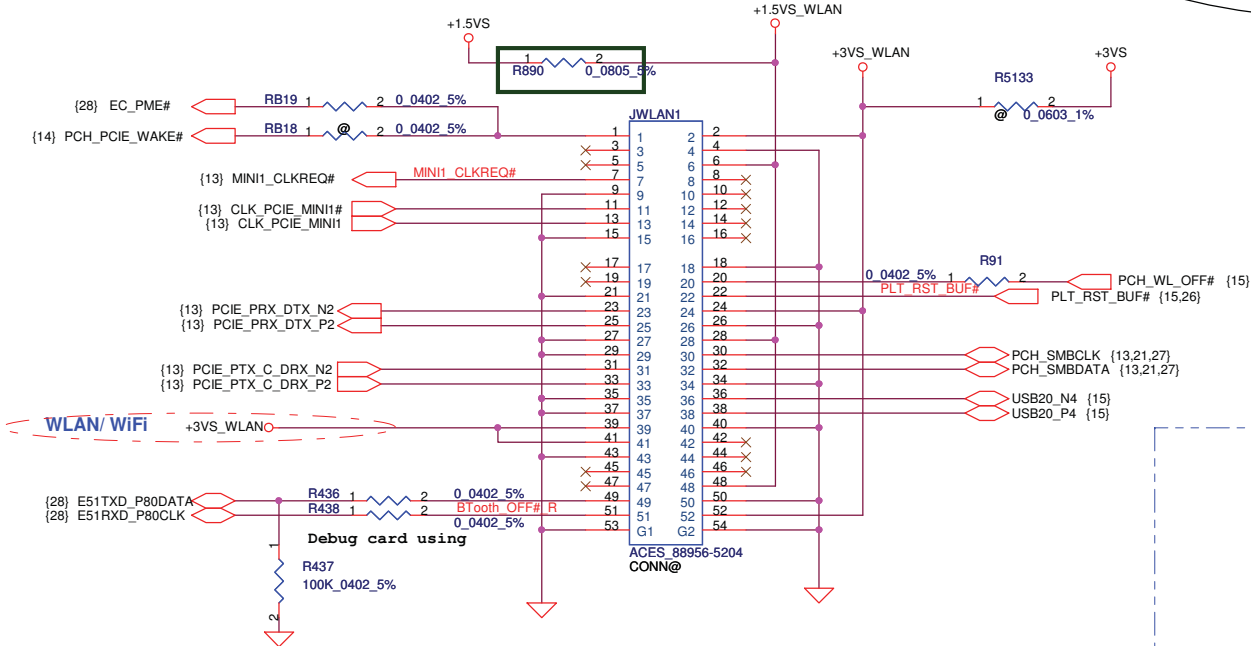 +1.5VS_WLAN
+1.5VS
+3VS_WLAN
+3VS
1 2
R890 0_0805_5%
R5133
1 2
@ 0_0603_1%
{28} EC_PME#
RB19 1 2 0_0402_5%
{14} PCH_PCIE_WAKE#
RB18 1 @ 2 0_0402_5%
JWLAN1
1 1 2 2
3 3 4 4
5 5 6 6
{13} MINI1_CLKREQ# MINI1_CLKREQ# 7 7 8 8
9 9 10 10
{13} CLK_PCIE_MINI1# 11 11 12 12
{13} CLK_PCIE_MINI1 13 13 14 14
15 15 16 16
R91
17 17 18 18
19 19 20 20 0_0402_5% 1 2 PCH_WL_OFF# {15}
PLT_RST_BUF#
21 21 22 22 PLT_RST_BUF# {15,26}
{13} PCIE_PRX_DTX_N2 23 23 24 24
{13} PCIE_PRX_DTX_P2 25 25 26 26
27 27 28 28
29 29 30 30 PCH_SMBCLK {13,21,27}
{13} PCIE_PTX_C_DRX_N2 31 31 32 32 PCH_SMBDATA {13,21,27}
{13} PCIE_PTX_C_DRX_P2 33 33 34 34
35 35 36 36 USB20_N4 {15}
37 37 38 38 USB20_P4 {15}
WLAN/ WiFi +3VS_WLAN 39 39 40 40
41 41 42 42
43 43 44 44
45 45 46 46
47 47 48 48
{28} E51TXD_P80DATA R436 1 2 0_0402_5% 49 49 50 50
{28} E51RXD_P80CLK R438 1 2 BTooth_OFF#_R 51 51 52 52
0_0402_5%
53 G1 G2 54
Debug card using
ACES_88956-5204
CONN@
1
R437
100K_0402_5%
2